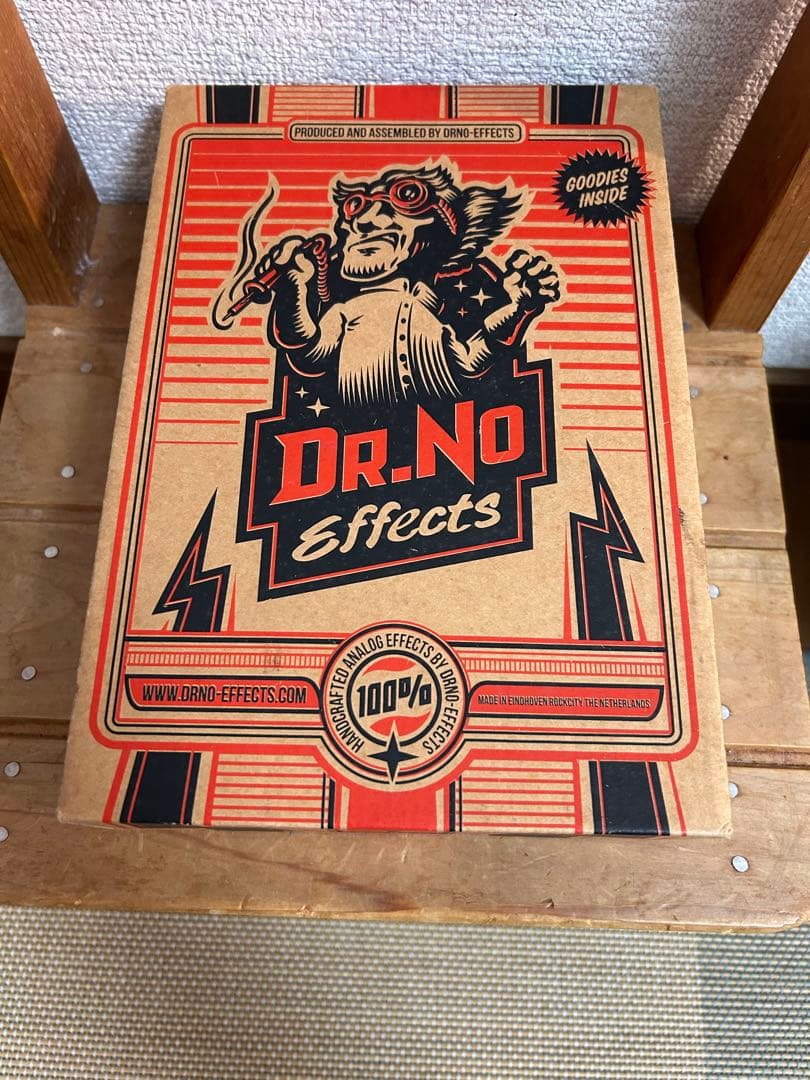 PRODUCED AND ASSEMBLED BY DRNO-EFFECTS
GOODIES
INSIDE
DR.NO
Effects
HANDCRAFTED ANALOG EFFECTS BY DRNO-EFFECTS
100%
WWW.DRNO-EFFECTS.COM
MADE IN EINDHOVEN ROCKCITY THE NETHERLANDS